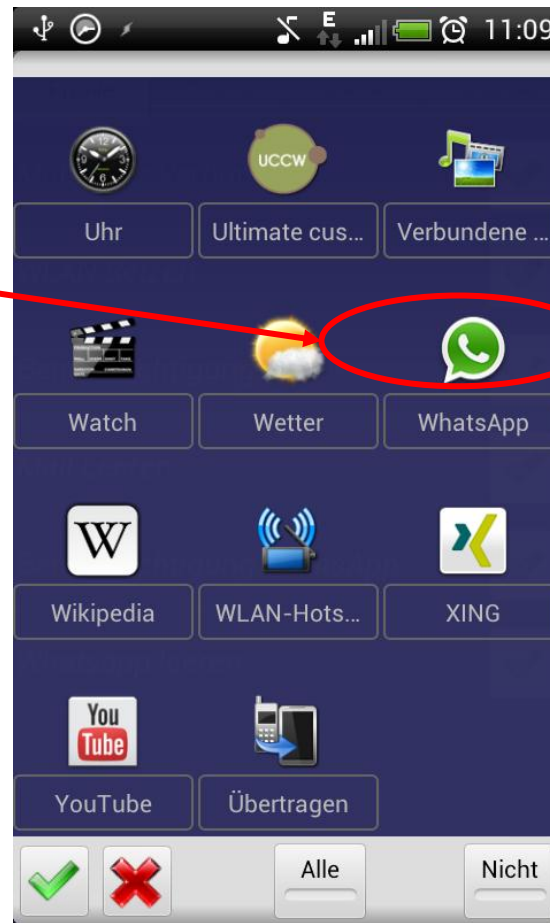 E
11:09
UCCW
Uhr
Ultimate cus...
Verbundene ...
Watch
Wetter
WhatsApp
W
Wikipedia
WLAN-Hots...
XING
You
Tube
YouTube
Übertragen
Alle
Nicht